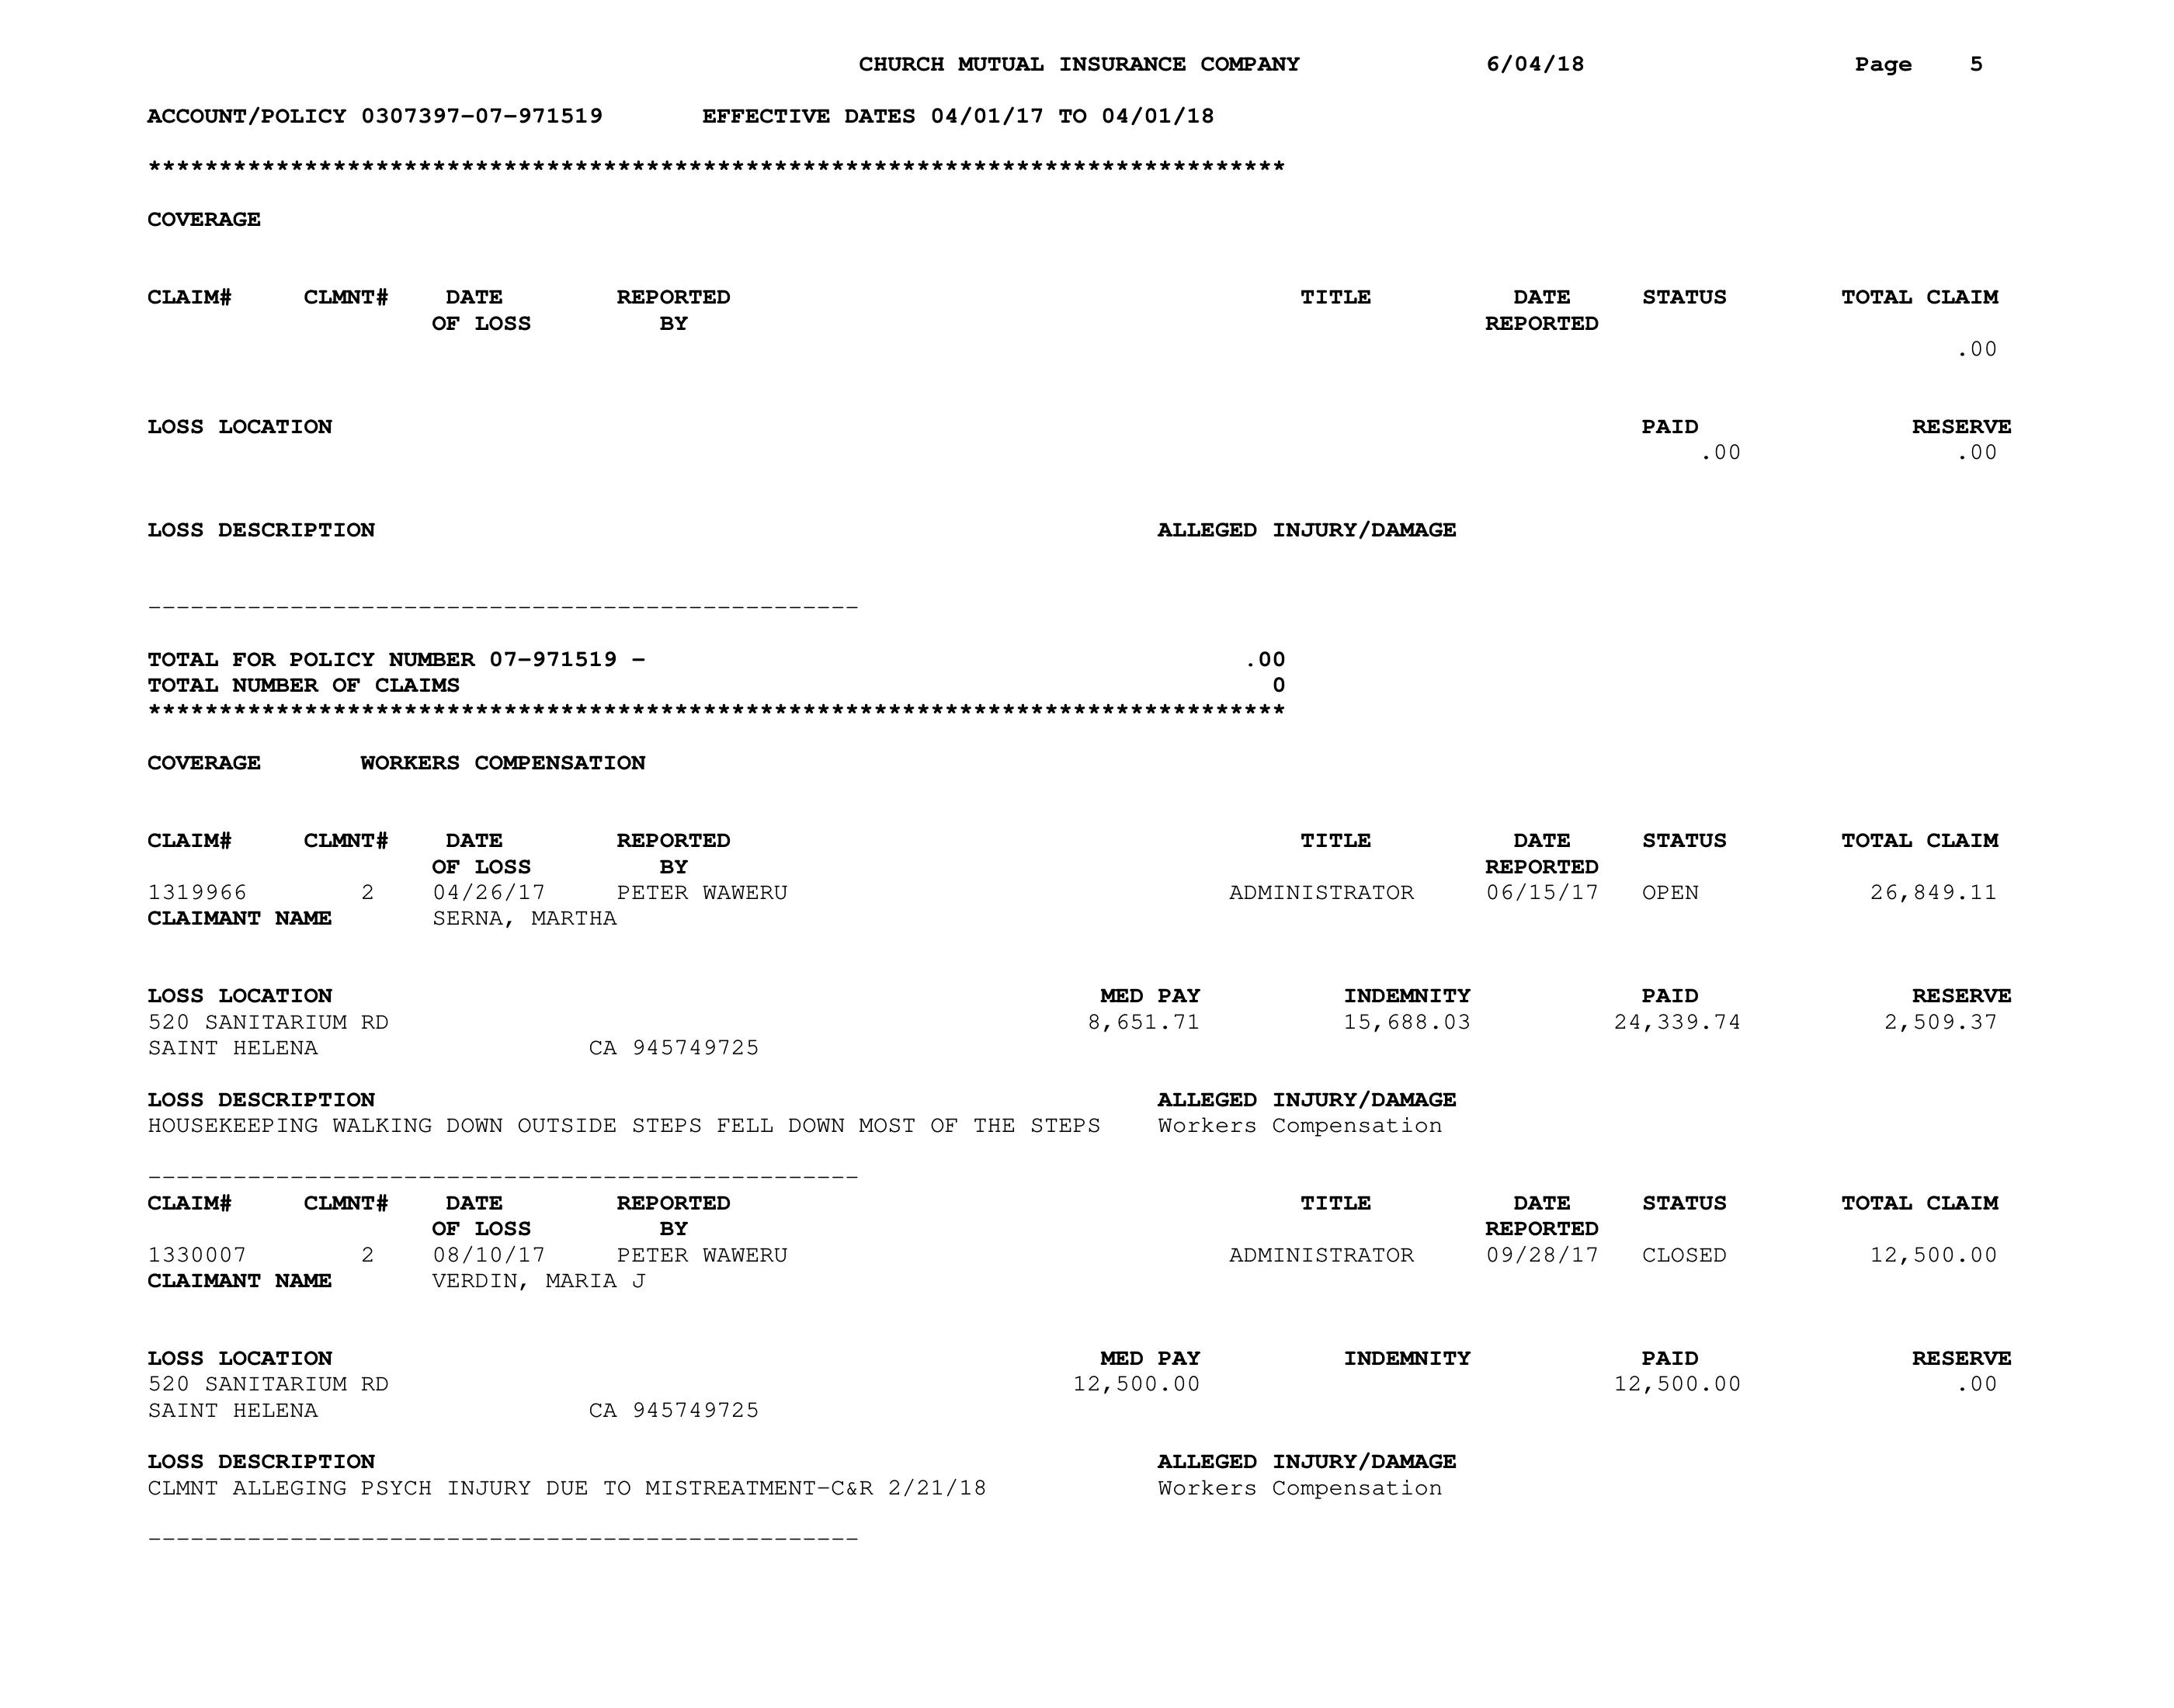 CHURCH MUTUAL INSURANCE COMPANY 6/04/18 Page 5
ACCOUNT/POLICY 0307397-07-971519 EFFECTIVE DATES 04/01/17 TO 04/01/18
********************************************************************************
COVERAGE
CLAIM# CLMNT# DATE REPORTED TITLE DATE STATUS TOTAL CLAIM
OF LOSS BY REPORTED
.00
LOSS LOCATION PAID RESERVE
.00 .00
LOSS DESCRIPTION ALLEGED INJURY/DAMAGE
--------------------------------------------------
TOTAL FOR POLICY NUMBER 07-971519 - .00
TOTAL NUMBER OF CLAIMS 0
********************************************************************************
COVERAGE WORKERS COMPENSATION
CLAIM# CLMNT# DATE REPORTED TITLE DATE STATUS TOTAL CLAIM
OF LOSS BY REPORTED
1319966 2 04/26/17 PETER WAWERU ADMINISTRATOR 06/15/17 OPEN 26,849.11
CLAIMANT NAME SERNA, MARTHA
LOSS LOCATION MED PAY INDEMNITY PAID RESERVE
520 SANITARIUM RD 8,651.71 15,688.03 24,339.74 2,509.37
SAINT HELENA CA 945749725
LOSS DESCRIPTION ALLEGED INJURY/DAMAGE
HOUSEKEEPING WALKING DOWN OUTSIDE STEPS FELL DOWN MOST OF THE STEPS Workers Compensation
--------------------------------------------------
CLAIM# CLMNT# DATE REPORTED TITLE DATE STATUS TOTAL CLAIM
OF LOSS BY REPORTED
1330007 2 08/10/17 PETER WAWERU ADMINISTRATOR 09/28/17 CLOSED 12,500.00
CLAIMANT NAME VERDIN, MARIA J
LOSS LOCATION MED PAY INDEMNITY PAID RESERVE
520 SANITARIUM RD 12,500.00 12,500.00 .00
SAINT HELENA CA 945749725
LOSS DESCRIPTION ALLEGED INJURY/DAMAGE
CLMNT ALLEGING PSYCH INJURY DUE TO MISTREATMENT-C&R 2/21/18 Workers Compensation
--------------------------------------------------